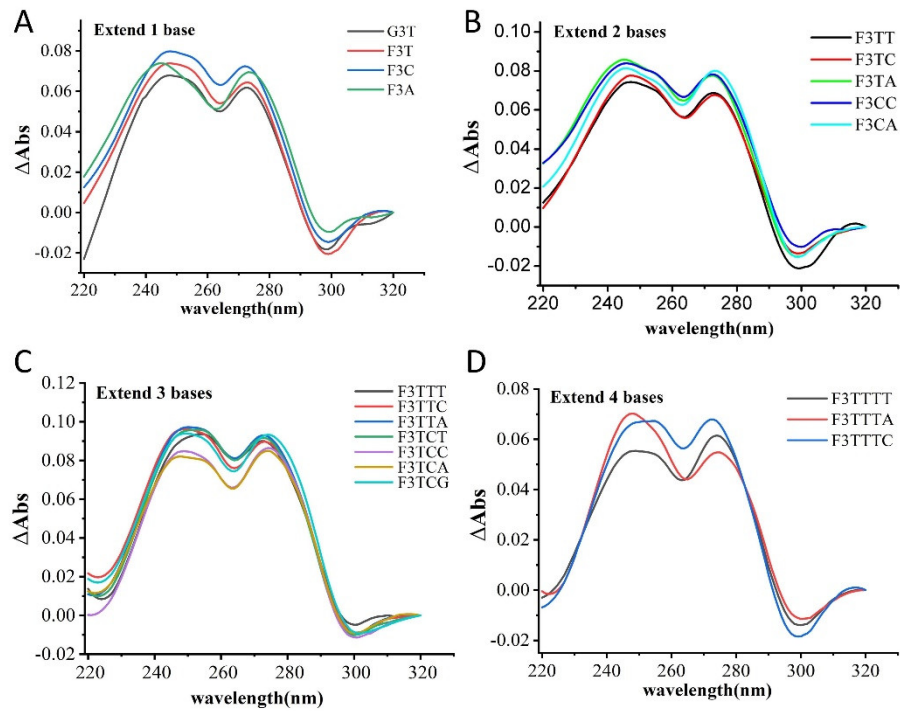 A
Extend 1 base
G3T
F3T
F3C
F3A
ΔAbs
0.08
0.06
0.04
0.02
0.00
-0.02
220 240 260 280 300 320
wavelength(nm)
B
Extend 2 bases
F3TT
F3TC
F3TA
F3CC
F3CA
ΔAbs
0.10
0.08
0.06
0.04
0.02
0.00
-0.02
220 240 260 280 300 320
wavelength(nm)
C
Extend 3 bases
F3TTT
F3TTC
F3TTA
F3TCT
F3TCC
F3TCA
F3TCG
ΔAbs
0.12
0.10
0.08
0.06
0.04
0.02
0.00
-0.02
220 240 260 280 300 320
wavelength(nm)
D
Extend 4 bases
F3TTTT
F3TTTA
F3TTTC
ΔAbs
0.08
0.06
0.04
0.02
0.00
-0.02
220 240 260 280 300 320
wavelength(nm)